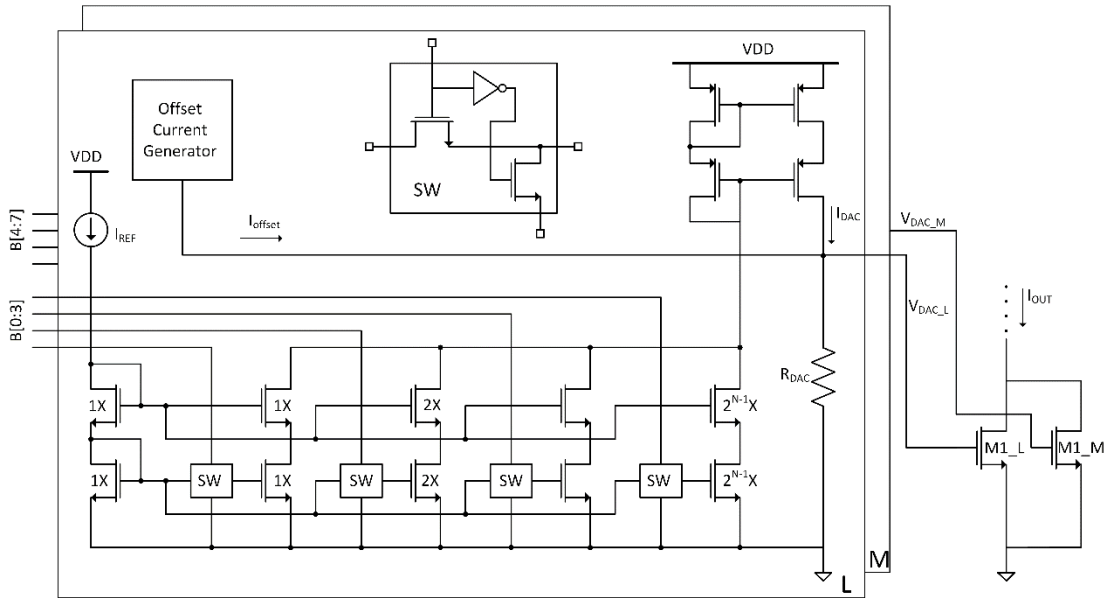 VDD
Offset
Current
Generator
SW
VDD
I_REF
I_offset
I_DAC
V_DAC_M
V_DAC_L
I_OUT
B[4:7]
B[0:3]
R_DAC
1X
1X
2X
2^{N-1}X
M1_L
M1_M
1X
SW
1X
SW
2X
SW
SW
2^{N-1}X
L
M